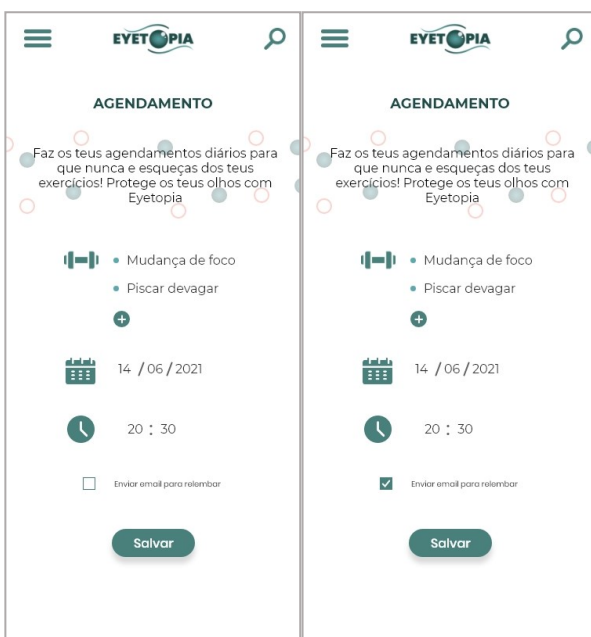 EYETOPIA
AGENDAMENTO
Faz os teus agendamentos diários para
que nunca e esqueças dos teus
exercícios! Protege os teus olhos com
Eyetopia
Mudança de foco
Piscar devagar
14 / 06 / 2021
20 : 30
Enviar email para relembar
Salvar
EYETOPIA
AGENDAMENTO
Faz os teus agendamentos diários para
que nunca e esqueças dos teus
exercícios! Protege os teus olhos com
Eyetopia
Mudança de foco
Piscar devagar
14 / 06 / 2021
20 : 30
Enviar email para relembar
Salvar